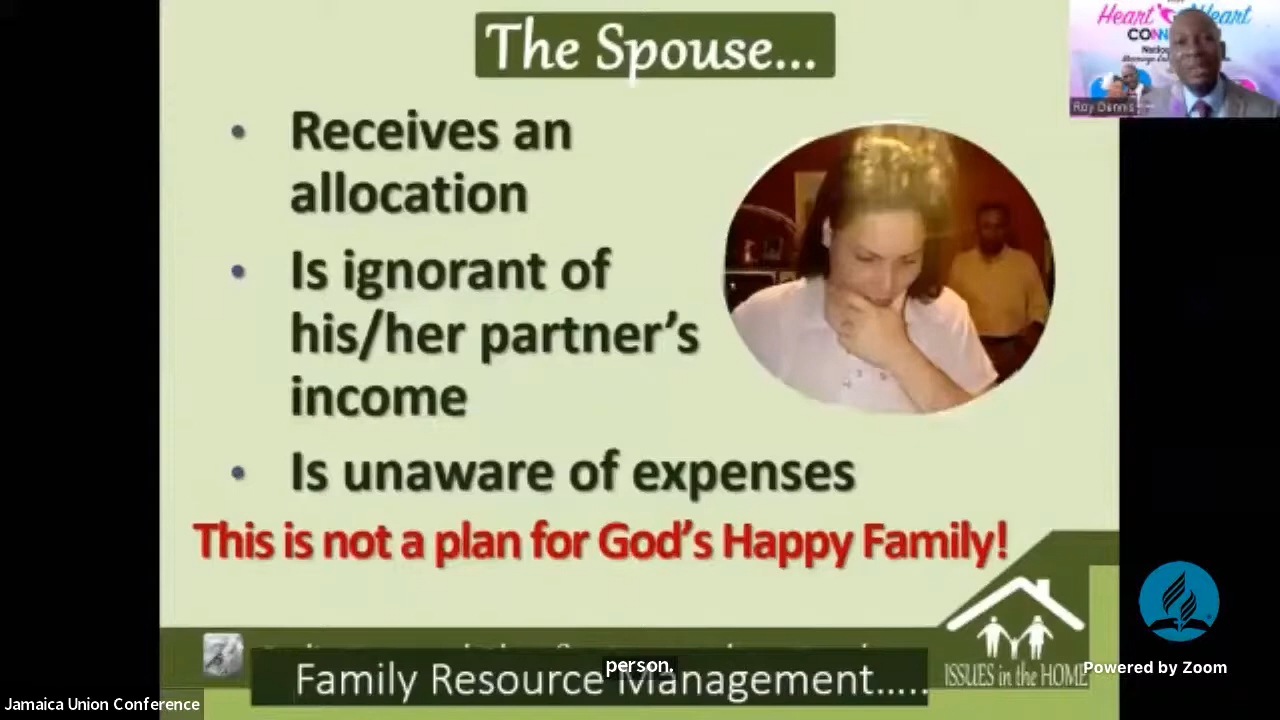 The Spouse...
Heart Heart
Roy Dennis
Receives an
allocation
Is ignorant of
his/her partner's
income
Is unaware of expenses
This is not a plan for God's Happy Family!
person.
Family Resource Management.....
ISSUES in the HOME
Powered by Zoom
Jamaica Union Conference